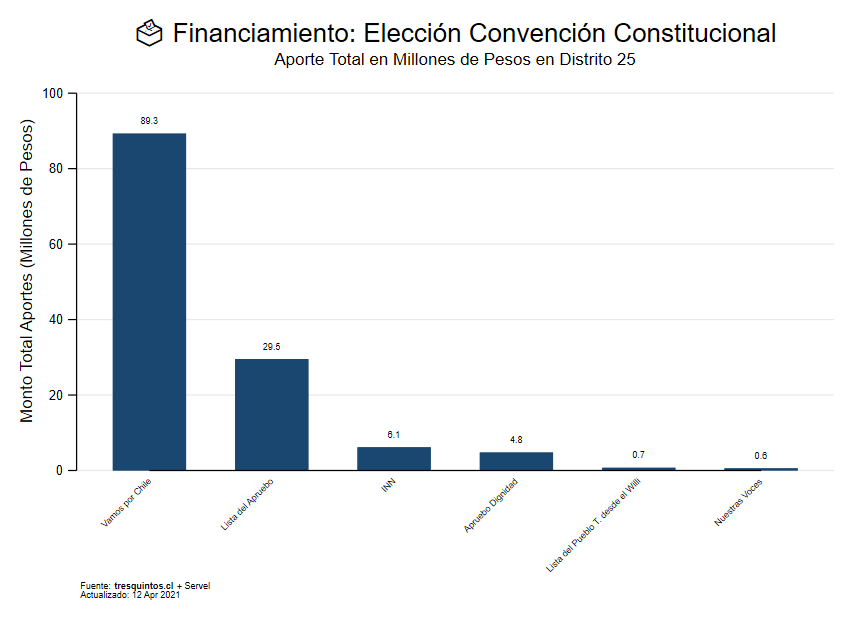 Financiamiento: Elección Convención Constitucional
Aporte Total en Millones de Pesos en Distrito 25
Monto Total Aportes (Millones de Pesos)
100
80
60
40
20
0
89.3
29.5
6.1
4.8
0.7
0.6
Vamos por Chile
Lista del Apruebo
INN
Apruebo Dignidad
Lista del Pueblo T. desde el Willi
Nuestras Voces
Fuente: tresquintos.cl + Servel
Actualizado: 12 Apr 2021